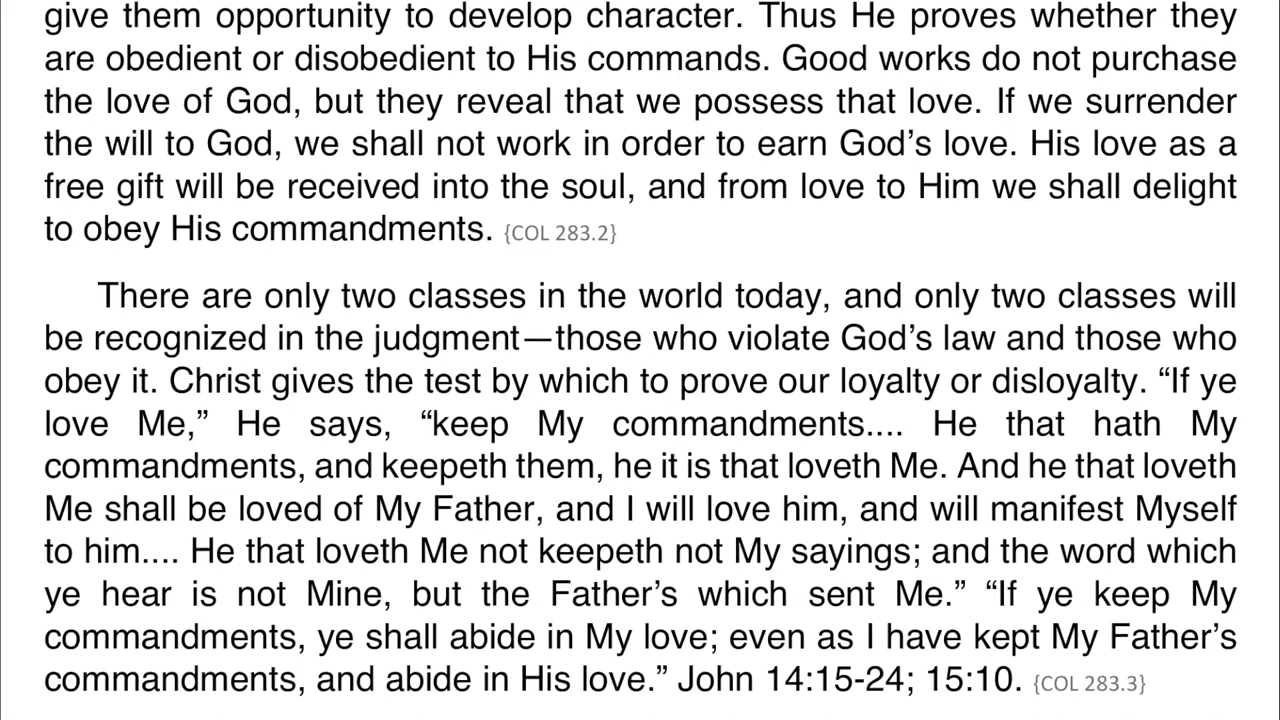 give them opportunity to develop character. Thus He proves whether they
are obedient or disobedient to His commands. Good works do not purchase
the love of God, but they reveal that we possess that love. If we surrender
the will to God, we shall not work in order to earn God’s love. His love as a
free gift will be received into the soul, and from love to Him we shall delight
to obey His commandments. {COL 283.2}
There are only two classes in the world today, and only two classes will
be recognized in the judgment—those who violate God’s law and those who
obey it. Christ gives the test by which to prove our loyalty or disloyalty. “If ye
love Me,” He says, “keep My commandments.... He that hath My
commandments, and keepeth them, he it is that loveth Me. And he that loveth
Me shall be loved of My Father, and I will love him, and will manifest Myself
to him.... He that loveth Me not keepeth not My sayings; and the word which
ye hear is not Mine, but the Father’s which sent Me.” “If ye keep My
commandments, ye shall abide in My love; even as I have kept My Father’s
commandments, and abide in His love.” John 14:15-24; 15:10. {COL 283.3}